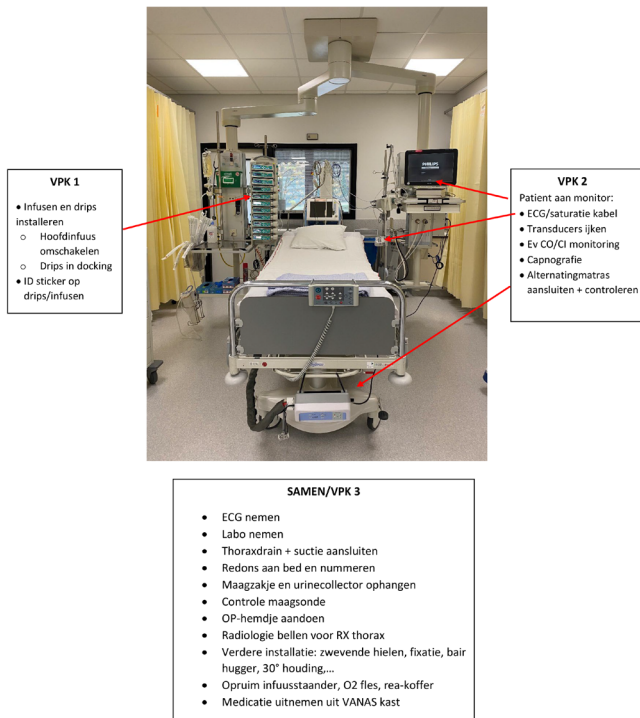 VPK 1
• Infusen en drips
installeren
o Hoofdinfuus
omschakelen
o Drips in docking
• ID sticker op
drips/infusen
PHILIPS
VPK 2
Patient aan monitor:
• ECG/saturatie kabel
• Transducers ijken
• Ev CO/CI monitoring
• Capnografie
• Alternatingmatras
aansluiten + controleren
SAMEN/VPK 3
• ECG nemen
• Labo nemen
• Thoraxdrain + suctie aansluiten
• Redons aan bed en nummeren
• Maagzakje en urinecollector ophangen
• Controle maagsonde
• OP-hemdje aandoen
• Radiologie bellen voor RX thorax
• Verdere installatie: zwevende hielen, fixatie, bair
hugger, 30° houding,...
• Opruim infuusstaander, O2 fles, rea-koffer
• Medicatie uitnemen uit VANAS kast